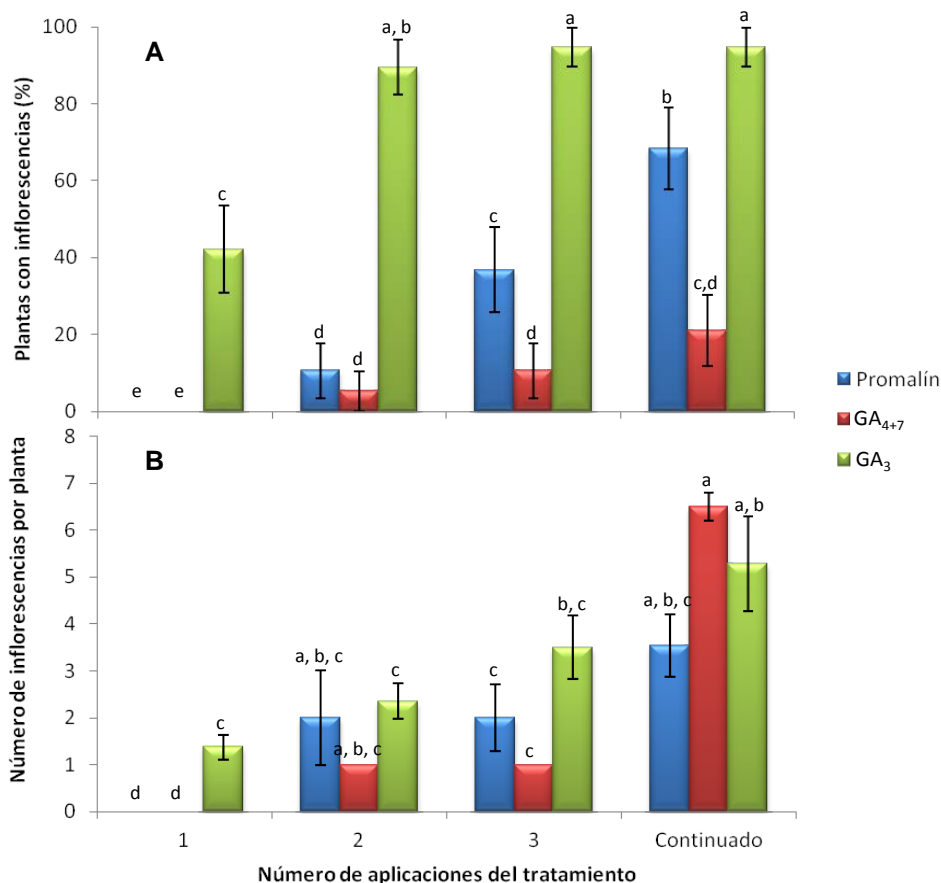 A
Plantas con inflorescencias (%)
100
80
60
40
20
0
e
e
c
d
d
a, b
c
d
a
b
c,d
a
Promalín
GA4+7
GA3
B
Número de inflorescencias por planta
8
7
6
5
4
3
2
1
0
d
d
c
a, b, c
a, b, c
c
c
c
b, c
a, b, c
a
a, b
1 2 3 Continuado
Número de aplicaciones del tratamiento